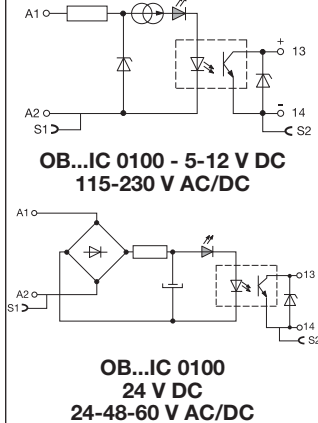 A1
+
13
A2
-
14
S1
S2
OB...IC 0100 - 5-12 V DC
115-230 V AC/DC
A1
13
A2
S1
14
S2
OB...IC 0100
24 V DC
24-48-60 V AC/DC